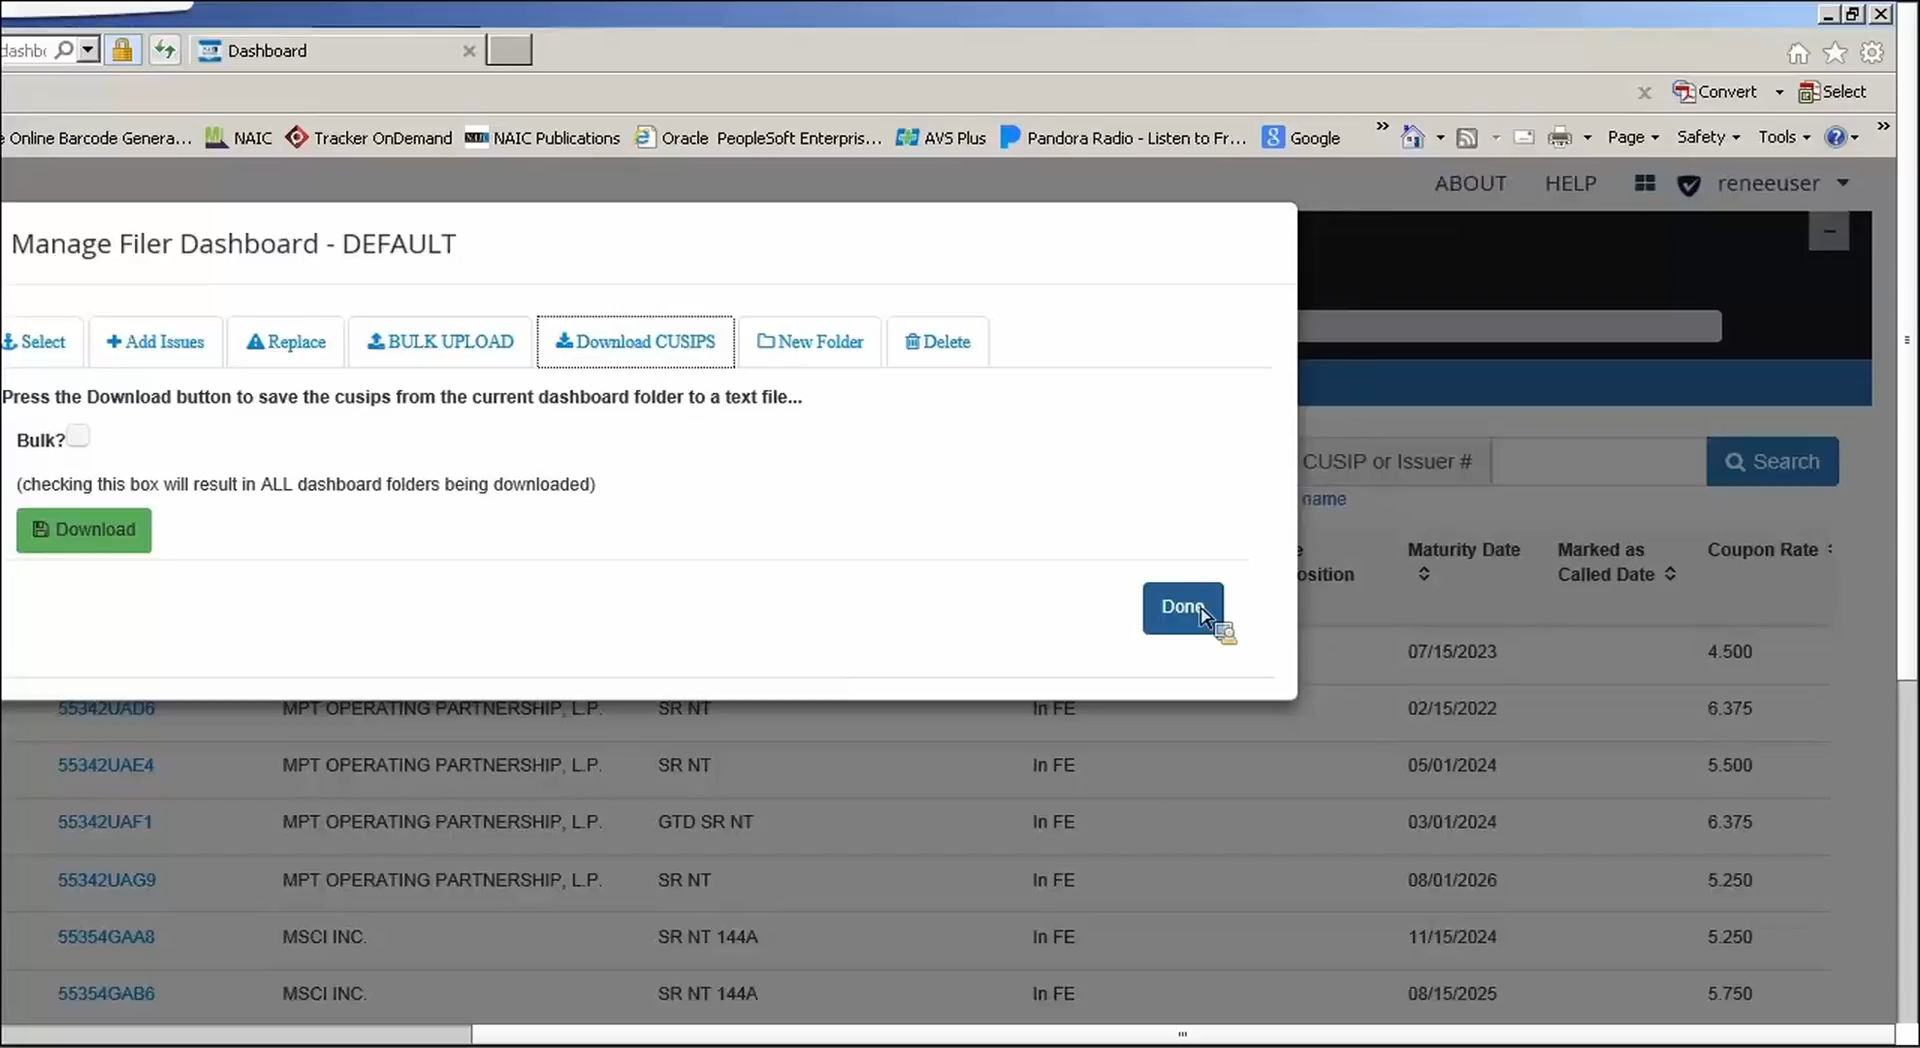 dashbc
Dashboard
Convert
Select
e Online Barcode Genera... NAIC Tracker OnDemand NAIC Publications Oracle PeopleSoft Enterpris... AVS Plus Pandora Radio - Listen to Fr... Google » Page Safety Tools »
ABOUT HELP reneeuser
Manage Filer Dashboard - DEFAULT
Select Add Issues Replace BULK UPLOAD Download CUSIPS New Folder Delete
Press the Download button to save the cusips from the current dashboard folder to a text file...
Bulk?
CUSIP or Issuer # Search
(checking this box will result in ALL dashboard folders being downloaded)
name
Download
e Maturity Date Marked as Coupon Rate
osition Called Date
Done
07/15/2023 4.500
55342UAD6 MPT OPERATING PARTNERSHIP, L.P. SR NT In FE 02/15/2022 6.375
55342UAE4 MPT OPERATING PARTNERSHIP, L.P. SR NT In FE 05/01/2024 5.500
55342UAF1 MPT OPERATING PARTNERSHIP, L.P. GTD SR NT In FE 03/01/2024 6.375
55342UAG9 MPT OPERATING PARTNERSHIP, L.P. SR NT In FE 08/01/2026 5.250
55354GAA8 MSCI INC. SR NT 144A In FE 11/15/2024 5.250
55354GAB6 MSCI INC. SR NT 144A In FE 08/15/2025 5.750